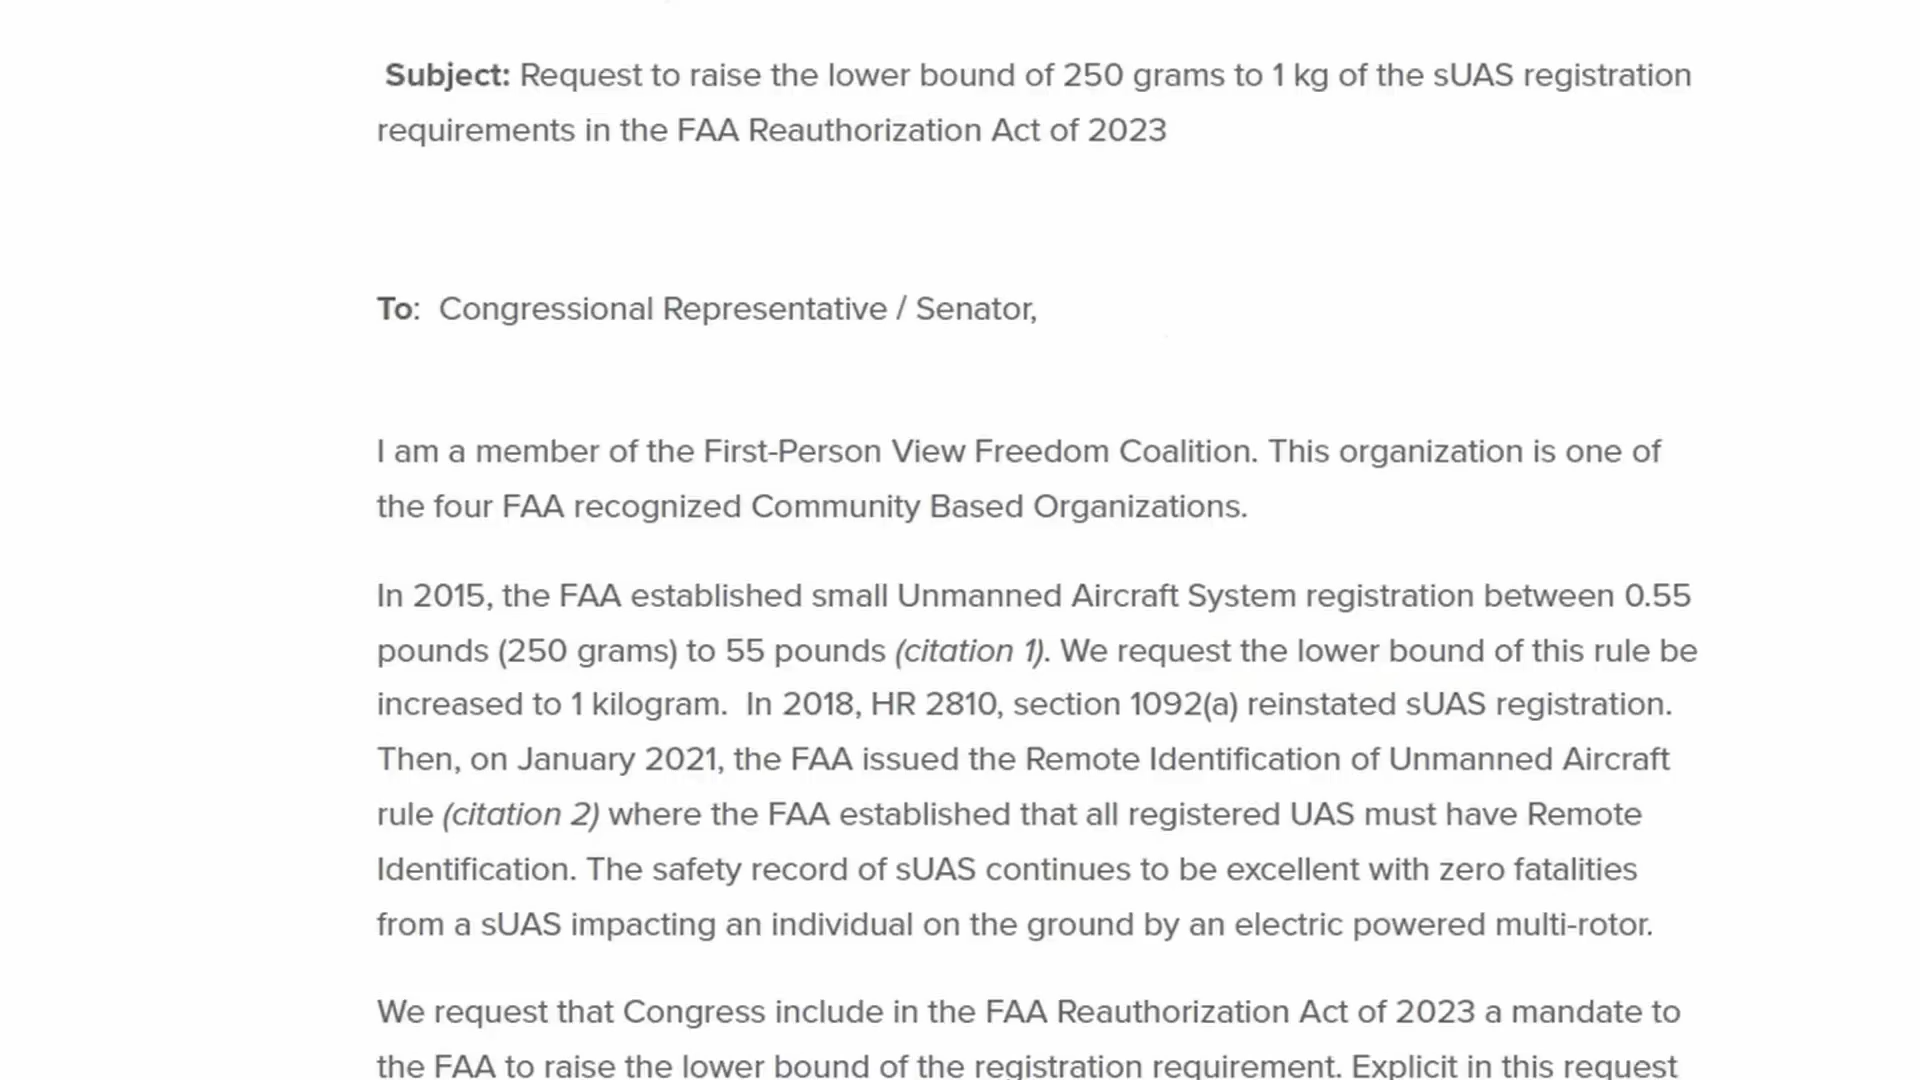 Subject: Request to raise the lower bound of 250 grams to 1 kg of the sUAS registration
requirements in the FAA Reauthorization Act of 2023
To: Congressional Representative / Senator,
I am a member of the First-Person View Freedom Coalition. This organization is one of
the four FAA recognized Community Based Organizations.
In 2015, the FAA established small Unmanned Aircraft System registration between 0.55
pounds (250 grams) to 55 pounds (citation 1). We request the lower bound of this rule be
increased to 1 kilogram. In 2018, HR 2810, section 1092(a) reinstated sUAS registration.
Then, on January 2021, the FAA issued the Remote Identification of Unmanned Aircraft
rule (citation 2) where the FAA established that all registered UAS must have Remote
Identification. The safety record of sUAS continues to be excellent with zero fatalities
from a sUAS impacting an individual on the ground by an electric powered multi-rotor.
We request that Congress include in the FAA Reauthorization Act of 2023 a mandate to
the FAA to raise the lower bound of the registration requirement. Explicit in this request